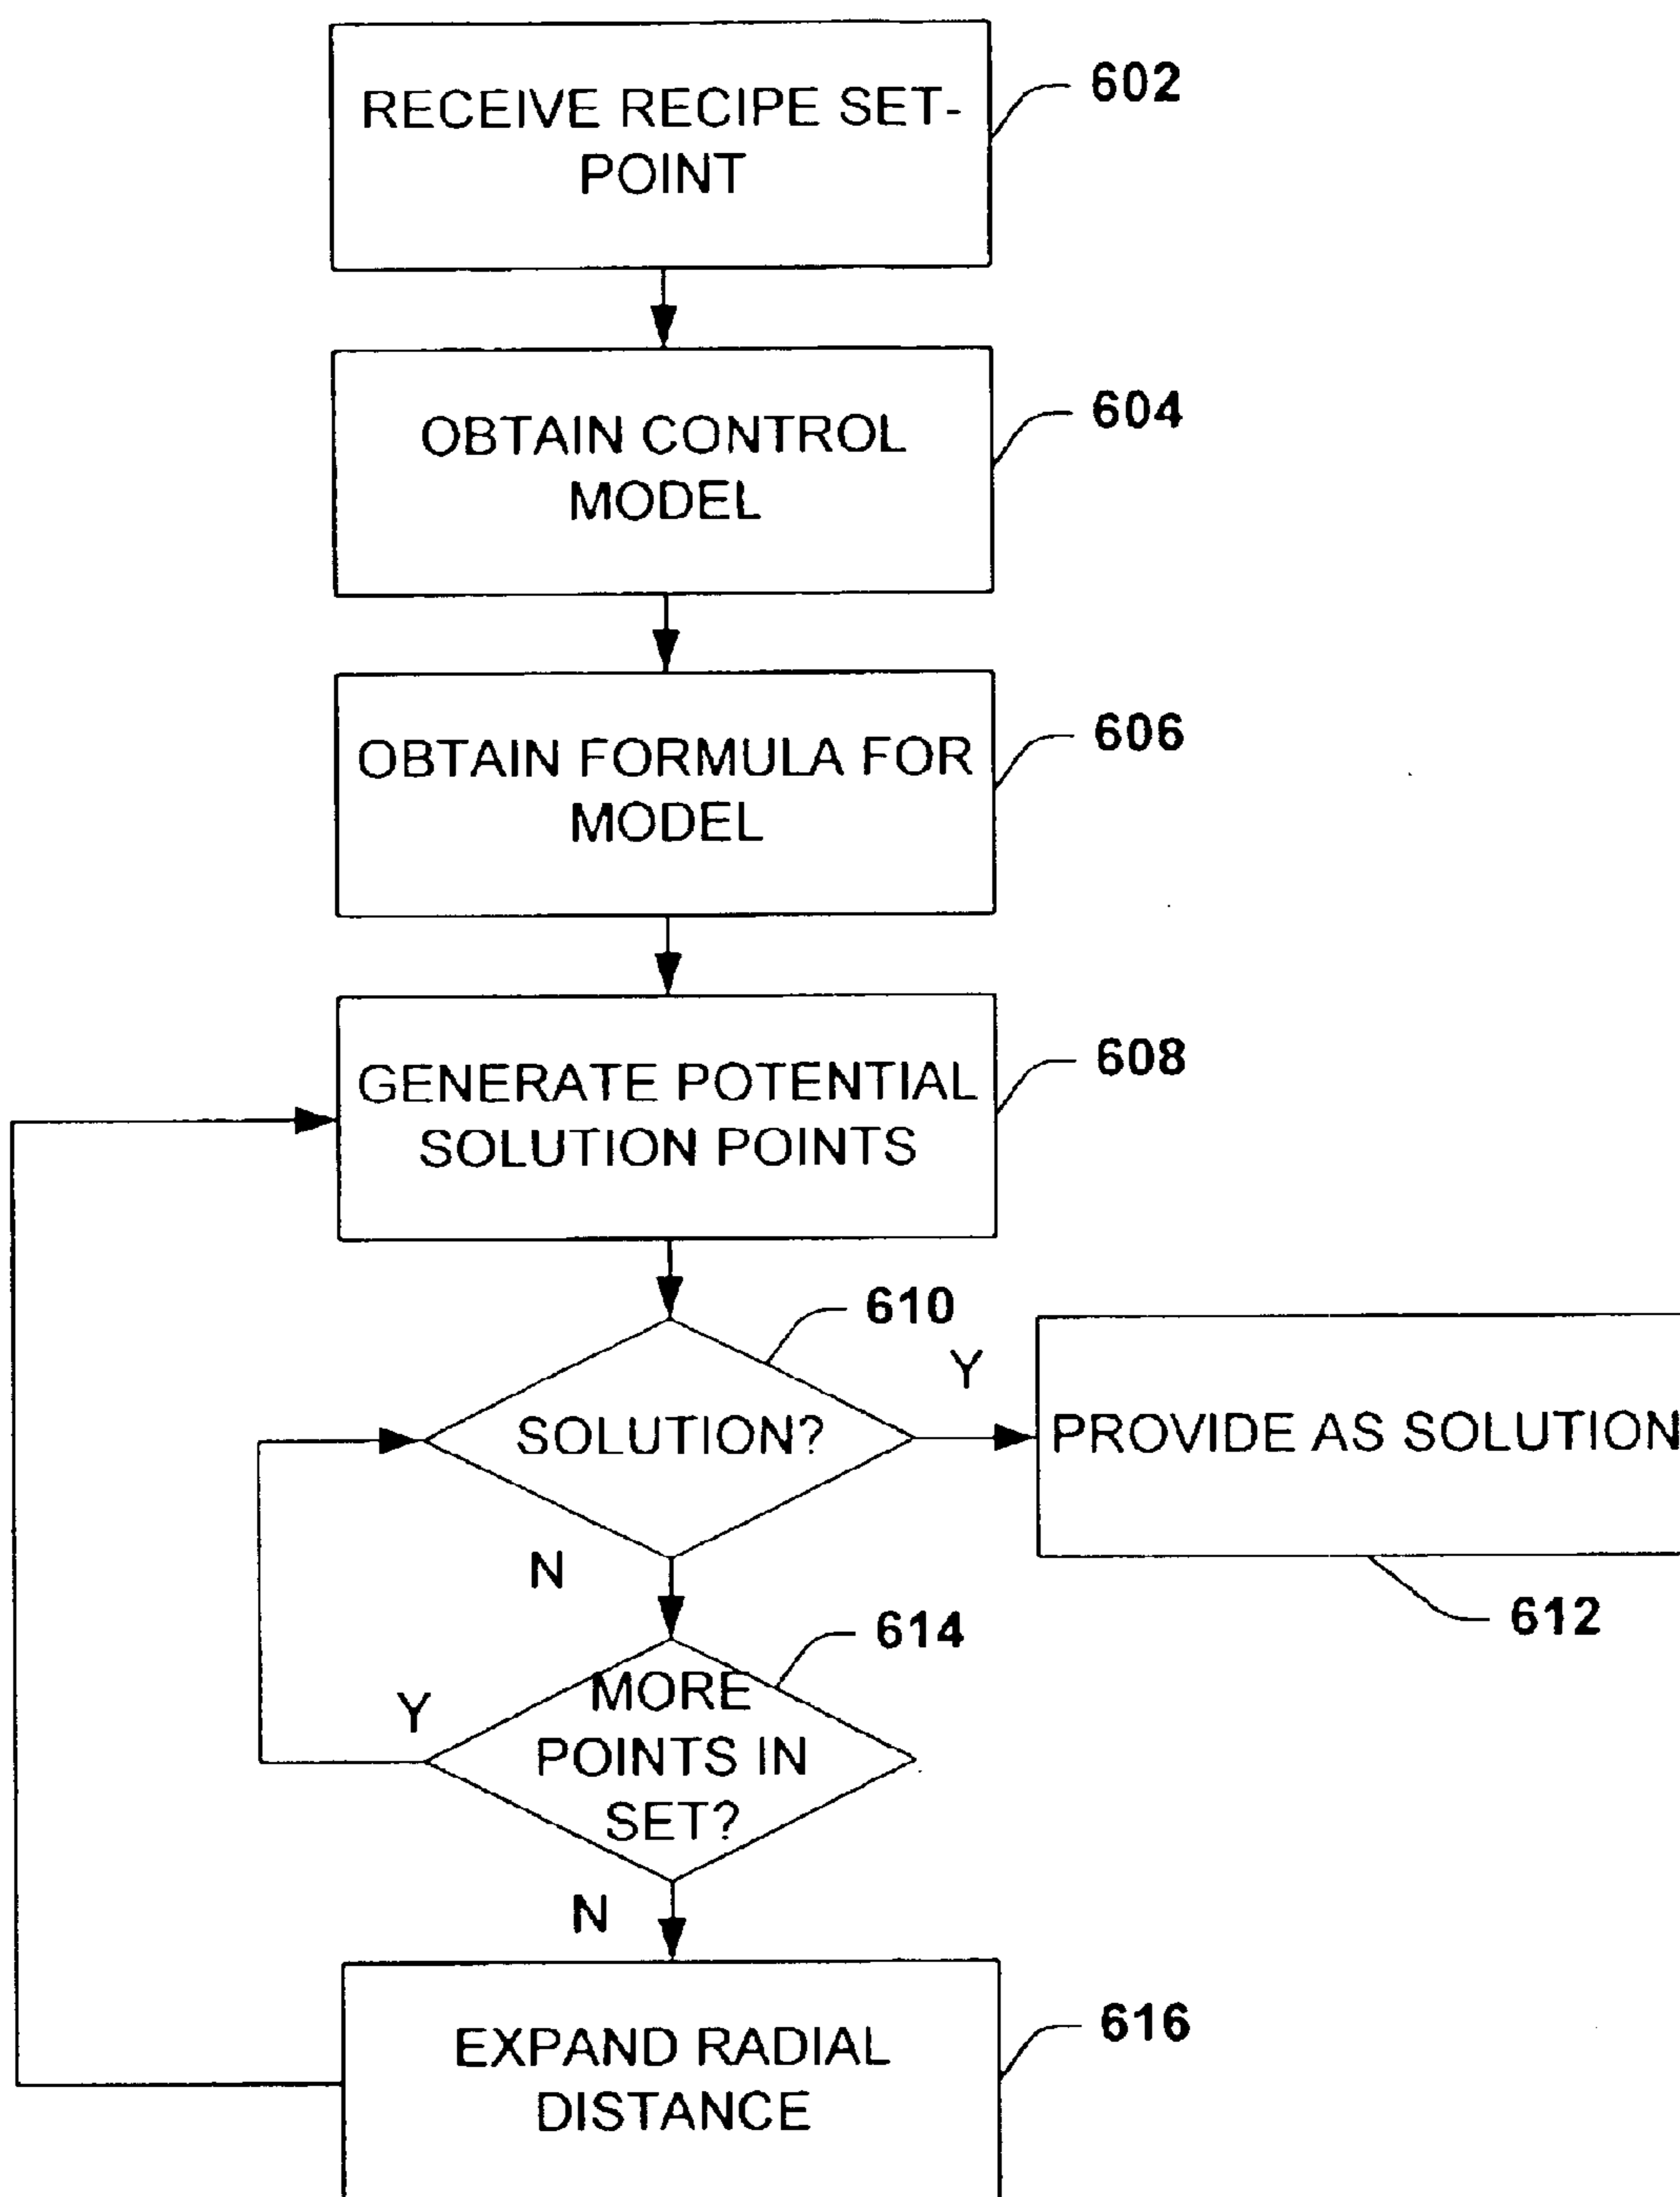 RECEIVE RECIPE SET-
POINT
602
OBTAIN CONTROL
MODEL
604
OBTAIN FORMULA FOR
MODEL
606
GENERATE POTENTIAL
SOLUTION POINTS
608
610
SOLUTION?
Y
PROVIDE AS SOLUTION
612
N
614
MORE
POINTS IN
SET?
Y
N
EXPAND RADIAL
DISTANCE
616